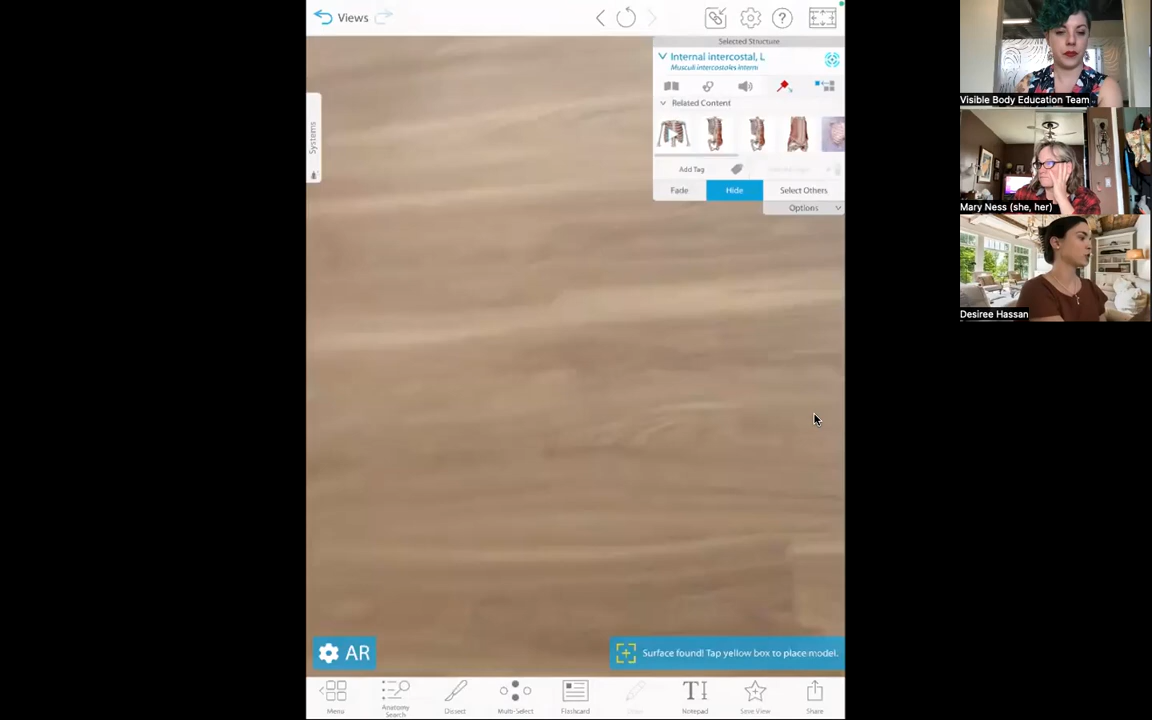 Views
Selected Structure
Internal intercostal, L
Musculi intercostales interni
Related Content
Add Tag
Fade
Hide
Select Others
Options
Systems
AR
Surface found! Tap yellow box to place model.
Menu
Anatomy Search
Dissect
Multi-Select
Flashcard
Draw
Notepad
Save View
Share
Visible Body Education Team
Mary Ness (she, her)
Desiree Hassan